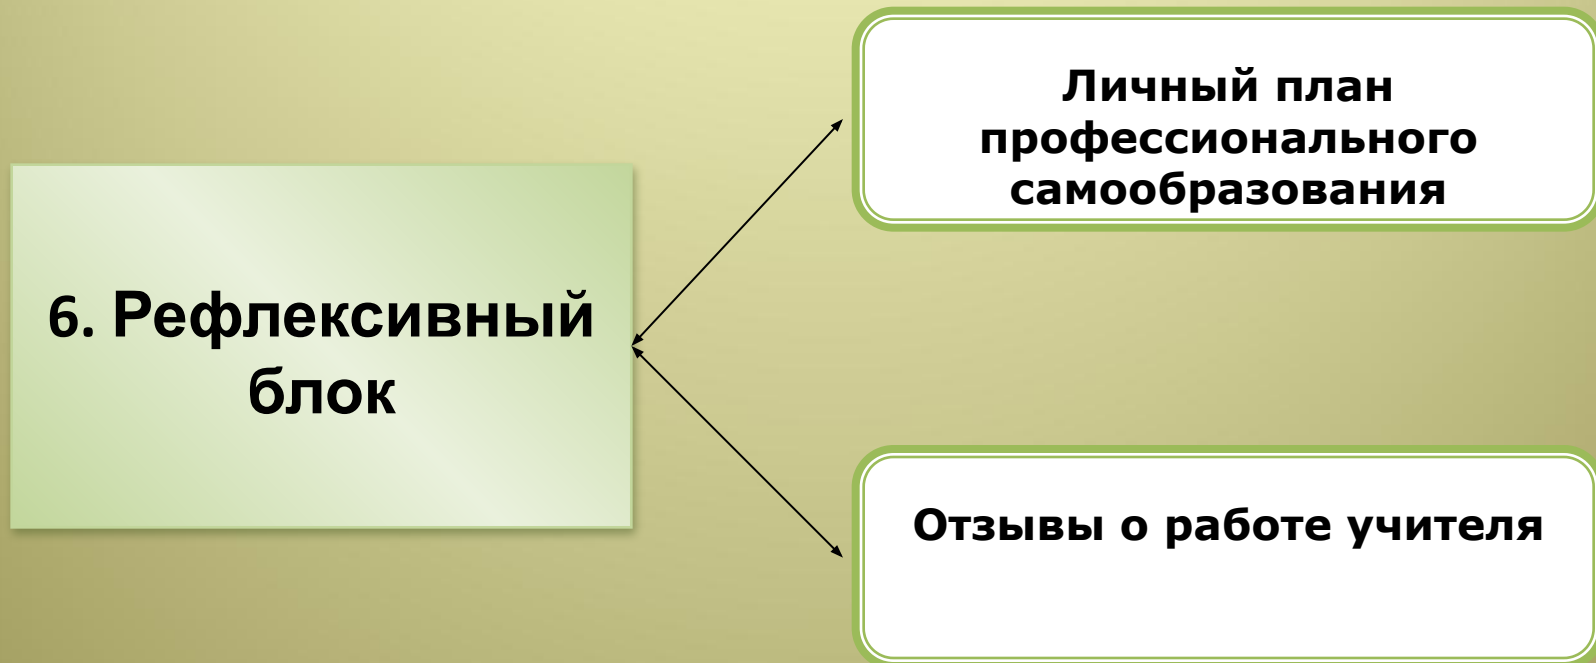 6. Рефлексивный
блок
Личный план
профессионального
самообразования
Отзывы о работе учителя